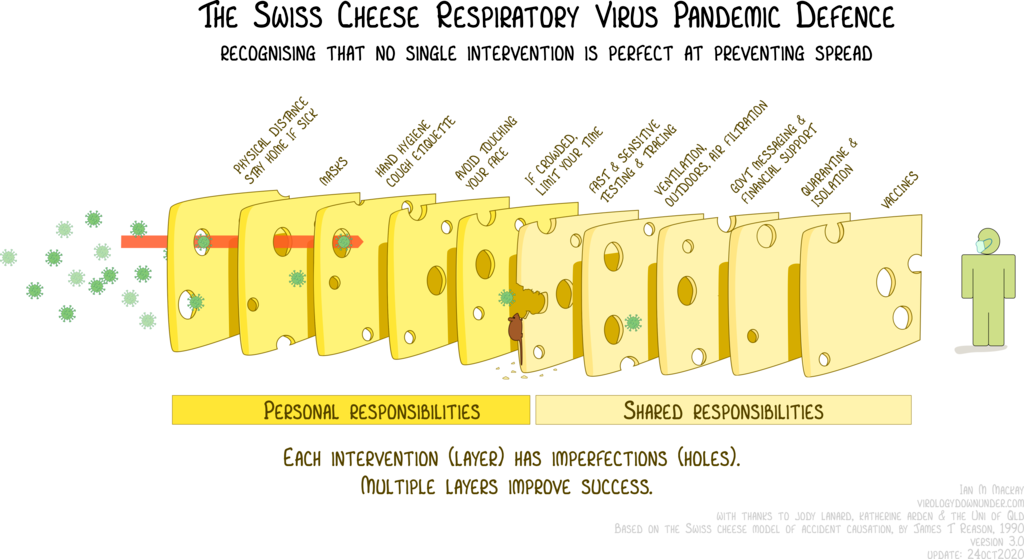 The Swiss Cheese Respiratory Virus Pandemic Defence
recognising that no single intervention is perfect at preventing spread
Physical distance
stay home if sick
masks
hand hygiene
cough etiquette
avoid touching
your face
if crowded,
limit your time
fast & sensitive
testing & tracing
ventilation,
outdoors, air filtration
govt messaging &
financial support
quarantine &
isolation
vaccines
Personal responsibilities
Shared responsibilities
Each intervention (layer) has imperfections (holes).
Multiple layers improve success.
Ian M Mackay
virologydownunder.com
with thanks to Jody Lanard, Katherine Arden & the Uni of Qld
Based on the Swiss cheese model of accident causation, by James T Reason, 1990
version 3.0
update: 24Oct2020